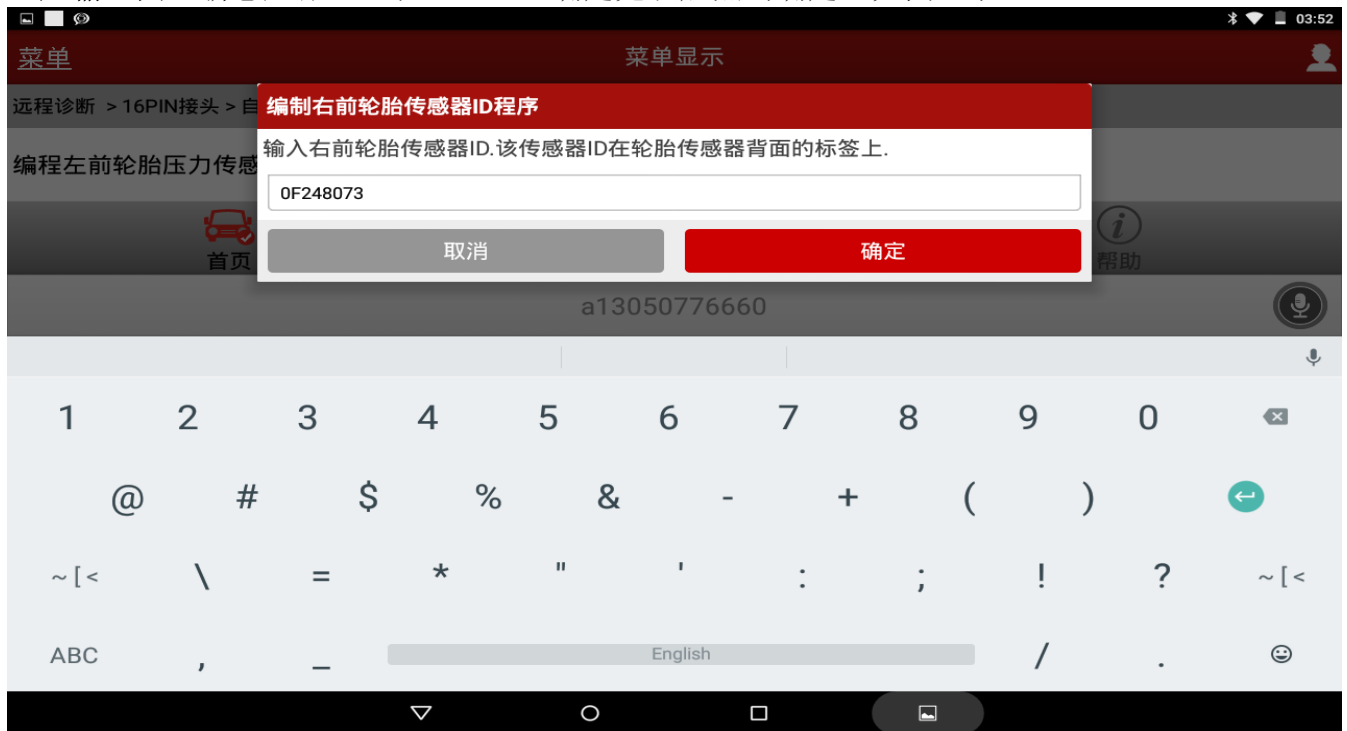 03:52
菜单
菜单显示
远程诊断 >16PIN接头 > 自
编制右前轮胎传感器ID程序
输入右前轮胎传感器ID.该传感器ID在轮胎传感器背面的标签上.
编程左前轮胎压力传感
0F248073
取消
确定
首页
帮助
a13050776660
1 2 3 4 5 6 7 8 9 0
@ # $ % & - + ( )
~ [ < \ = * " ' : ; ! ? ~ [ <
ABC , _ English / .